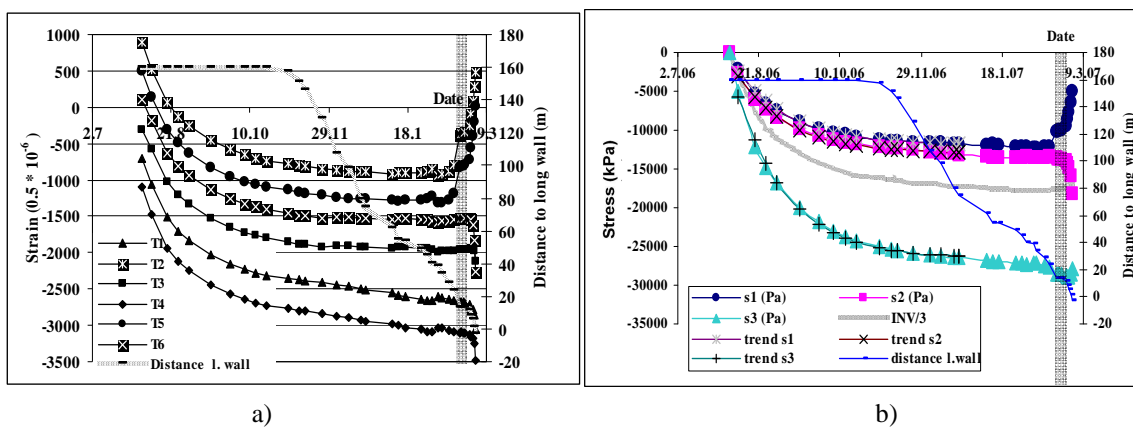 1000
500
0
-500
-1000
-1500
-2000
-2500
-3000
-3500
Strain (0.5 * 10⁻⁶)
2.7
21.8
10.10
29.11
18.1
9.3
Date
180
160
140
120
100
80
60
40
20
0
-20
Distance to long wall (m)
T1
T2
T3
T4
T5
T6
Distance l. wall
a)
Date
0
-5000
-10000
-15000
-20000
-25000
-30000
-35000
Stress (kPa)
2.7.06
21.8.06
10.10.06
29.11.06
18.1.07
9.3.07
180
160
140
120
100
80
60
40
20
0
-20
Distance to long wall (m)
s1 (Pa)
s2 (Pa)
s3 (Pa)
INV/3
trend s1
trend s2
trend s3
distance l.wall
b)